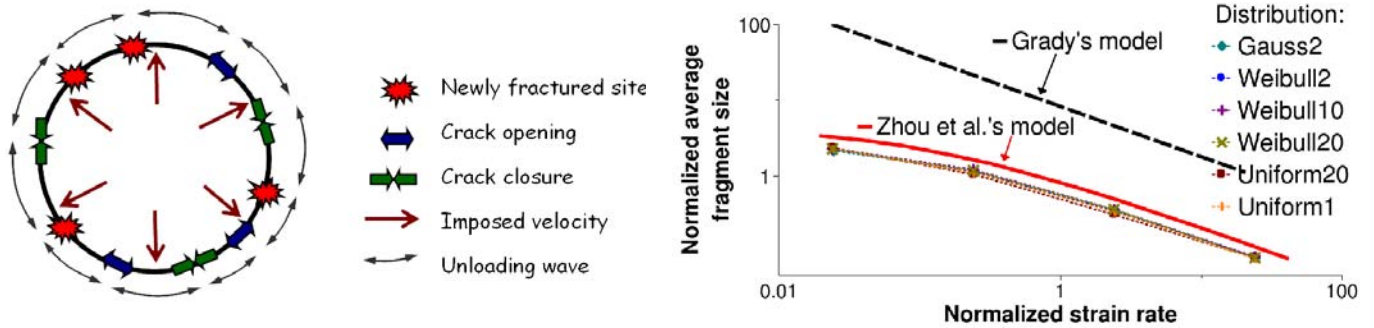 Newly fractured site
Crack opening
Crack closure
Imposed velocity
Unloading wave
Normalized average
fragment size
100
1
Grady's model
Zhou et al.'s model
Distribution:
Gauss2
Weibull2
Weibull10
Weibull20
Uniform20
Uniform1
0.01
1
100
Normalized strain rate